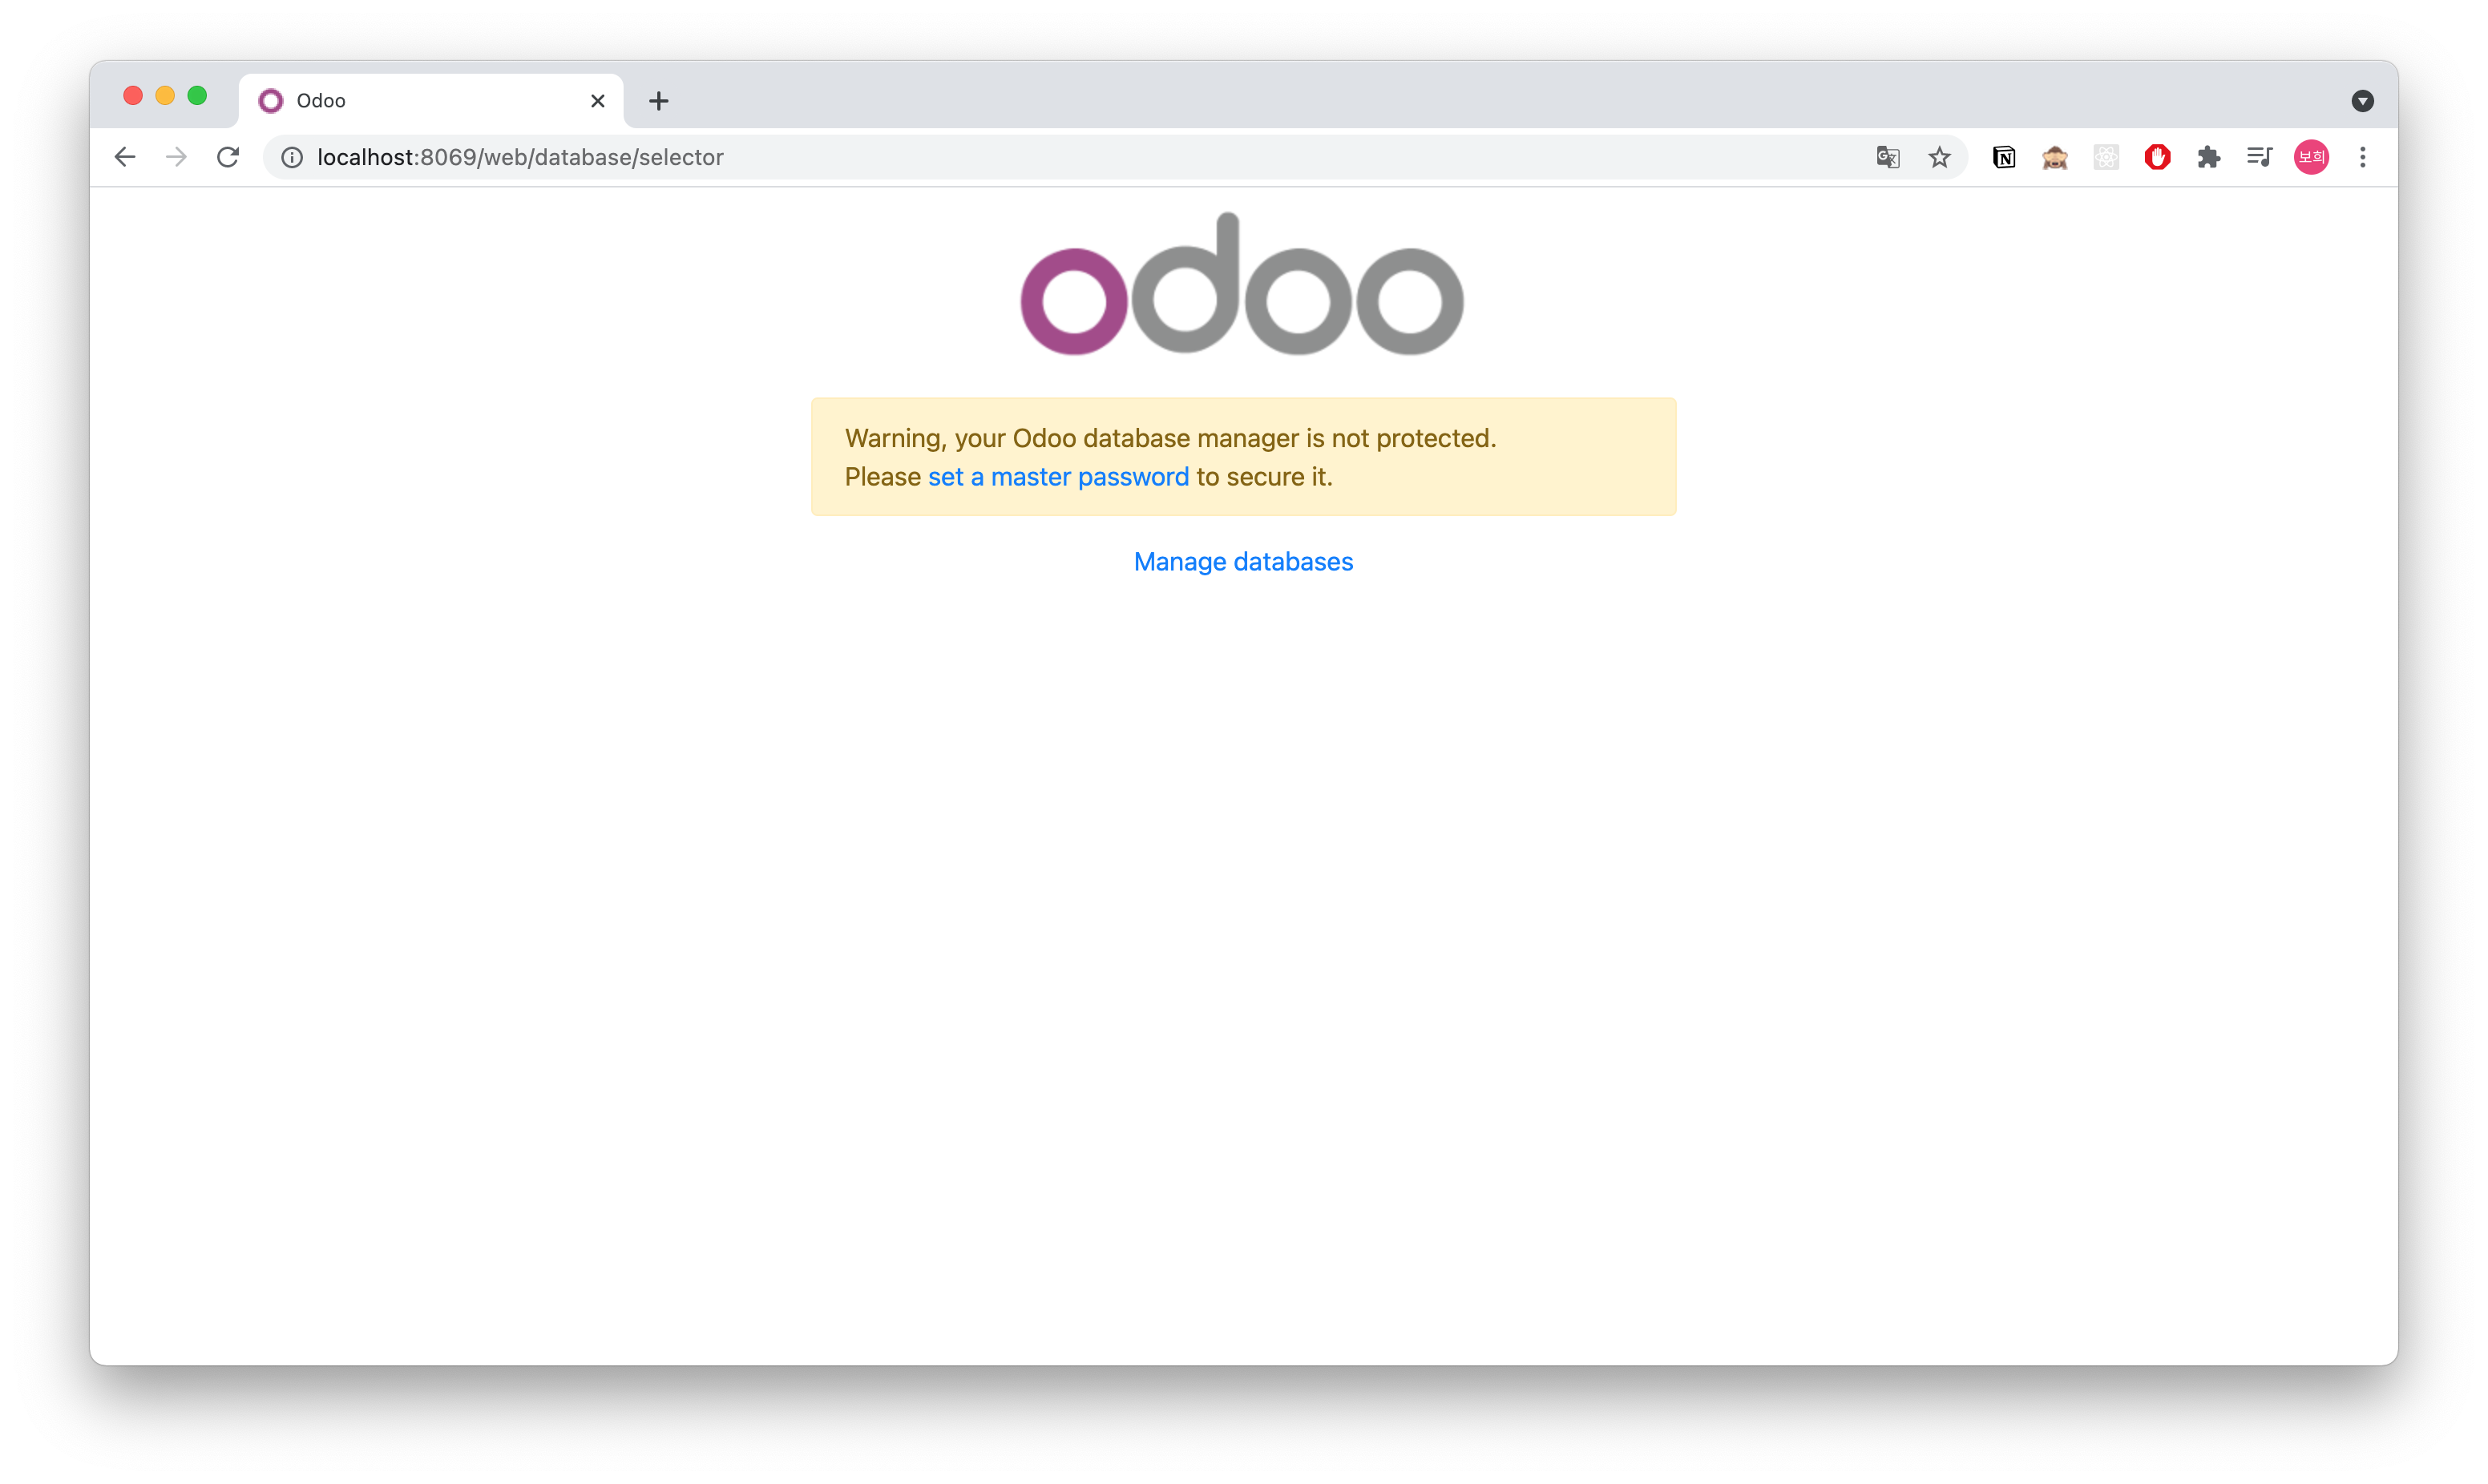 Odoo
localhost:8069/web/database/selector
보희
odoo
Warning, your Odoo database manager is not protected.
Please set a master password to secure it.
Manage databases